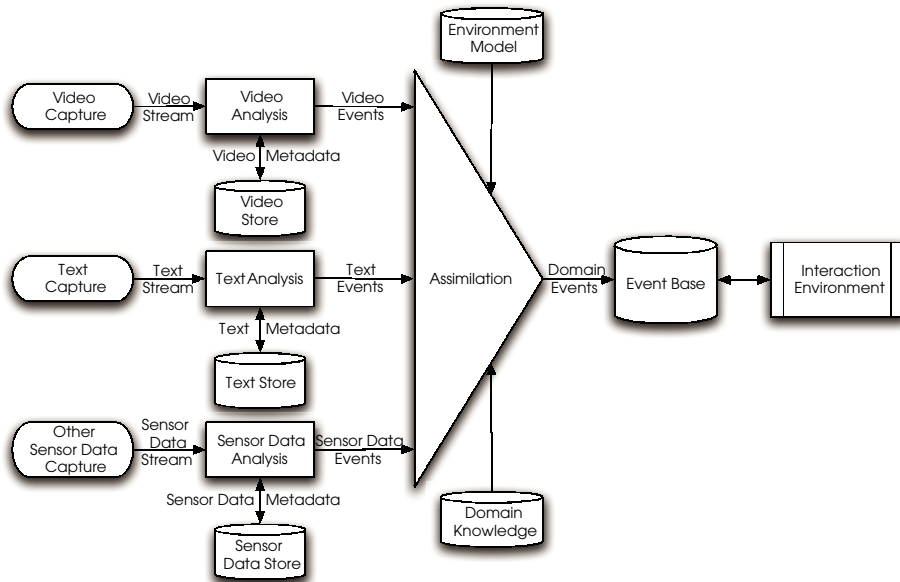 Environment
Model
Video
Capture
Video
Stream
Video
Analysis
Video
Events
Video Metadata
Video
Store
Text
Capture
Text
Stream
Text Analysis
Text
Events
Text Metadata
Text Store
Other
Sensor Data
Capture
Sensor
Data
Stream
Sensor Data
Analysis
Sensor Data
Events
Sensor Data Metadata
Sensor
Data Store
Assimilation
Domain
Knowledge
Domain
Events
Event Base
Interaction
Environment